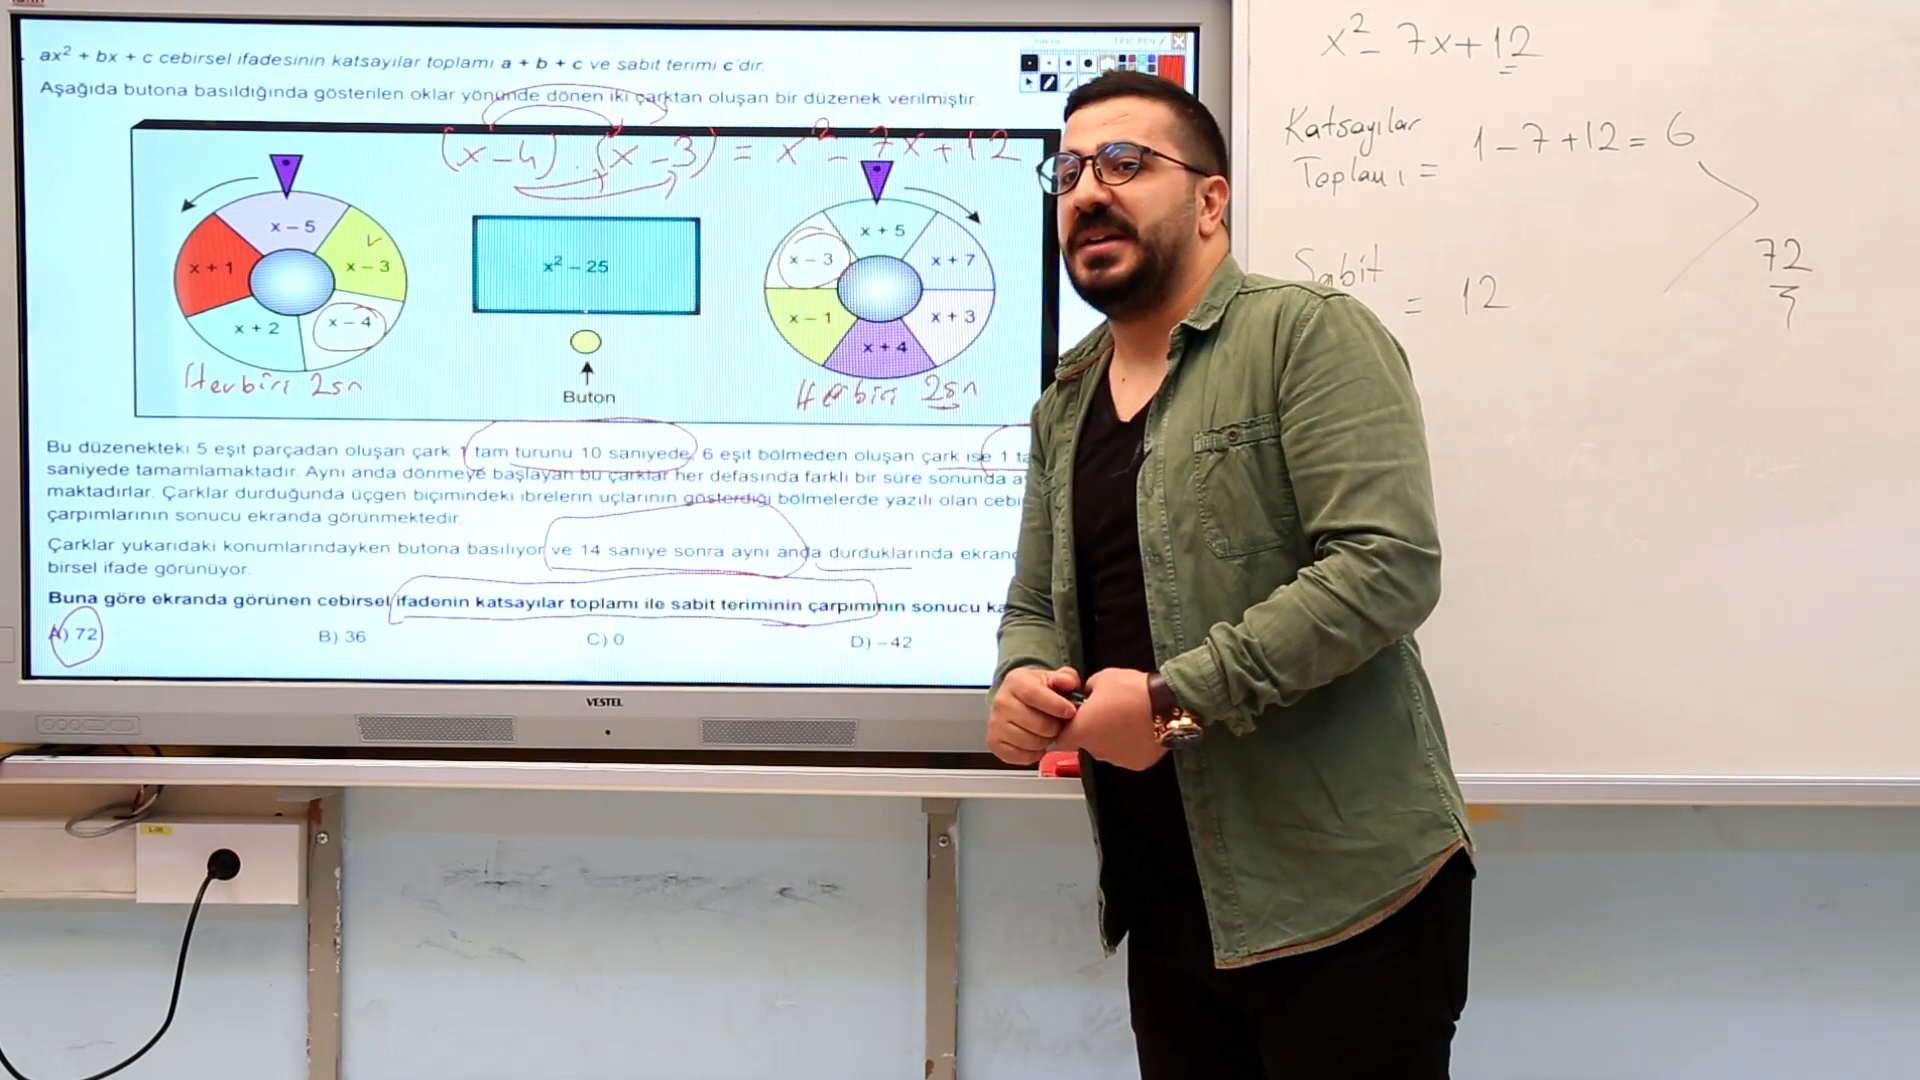 ax² + bx + c cebirsel ifadesinin katsayılar toplamı a + b + c ve sabit terimi c dir.
Aşağıda butona basıldığında gösterilen oklar yönünde dönen iki çarktan oluşan bir düzenek verilmiştir.
(x-4).(x-3) = x²-7x+12
x – 5
x + 1
x – 3
x + 2
x – 4
Herbiri 2sn
x² – 25
Buton
x + 5
x – 3
x + 7
x – 1
x + 3
x + 4
Herbiri 2sn
Bu düzenekteki 5 eşit parçadan oluşan çark 1 tam turunu 10 saniyede, 6 eşit bölmeden oluşan çark ise 1 ta
saniyede tamamlamaktadır. Aynı anda dönmeye başlayan bu çarklar her defasında farklı bir süre sonunda a
maktadırlar. Çarklar durduğunda üçgen biçimindeki ibrelerin uçlarının gösterdiği bölmelerde yazılı olan cebi
çarpımlarının sonucu ekranda görünmektedir.
Çarklar yukarıdaki konumlarındayken butona basılıyor ve 14 saniye sonra aynı anda durduklarında ekran
birsel ifade görünüyor.
Buna göre ekranda görünen cebirsel ifadenin katsayılar toplamı ile sabit teriminin çarpımının sonucu ka
A) 72 B) 36 C) 0 D) –42
VESTEL
x²-7x+12
Katsayılar
Toplamı = 1-7+12 = 6
Sabit
= 12
72